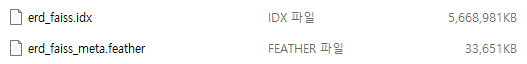 erd_faiss.idx IDX 파일 5,668,981KB
erd_faiss_meta.feather FEATHER 파일 33,651KB